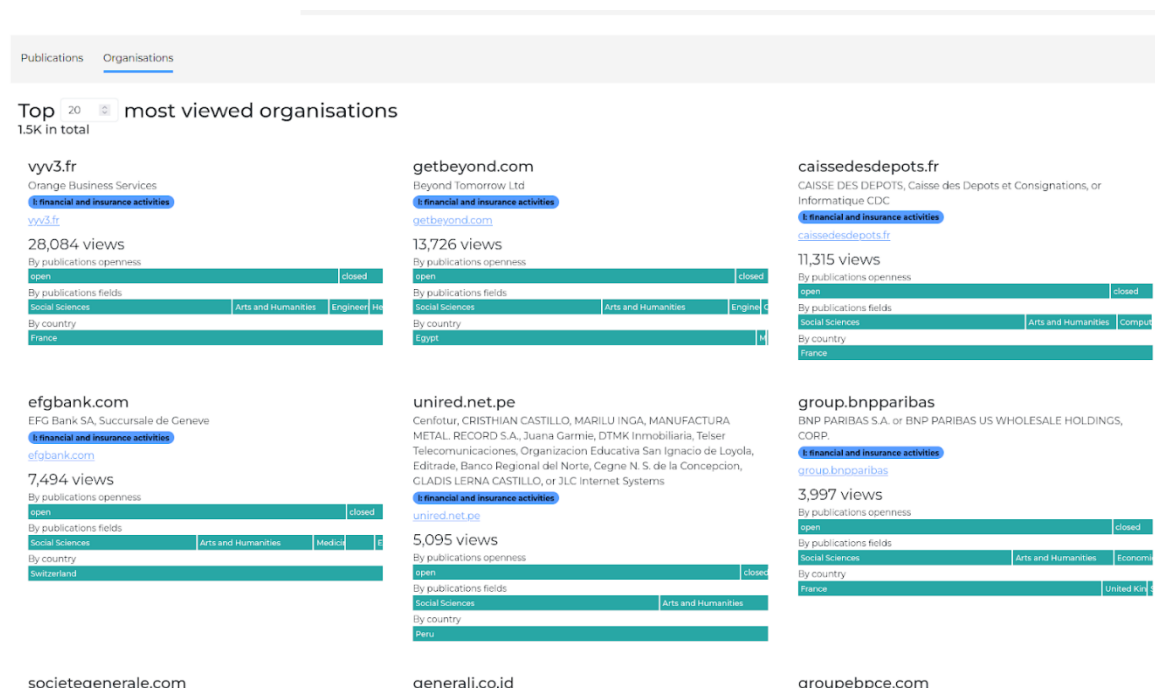 Publications Organisations
Top 20 most viewed organisations
1.5K in total
vyv3.fr
Orange Business Services
l: financial and insurance activities
vyv3.fr
28,084 views
By publications openness
open closed
By publications fields
Social Sciences Arts and Humanities Engineer He
By country
France
getbeyond.com
Beyond Tomorrow Ltd
l: financial and insurance activities
getbeyond.com
13,726 views
By publications openness
open closed
By publications fields
Social Sciences Arts and Humanities Engine
By country
Egypt M
caissedesdepots.fr
CAISSE DES DEPOTS, Caisse des Depots et Consignations, or
Informatique CDC
l: financial and insurance activities
caissedesdepots.fr
11,315 views
By publications openness
open closed
By publications fields
Social Sciences Arts and Humanities Comput
By country
France
efgbank.com
EFG Bank SA, Succursale de Geneve
l: financial and insurance activities
efgbank.com
7,494 views
By publications openness
open closed
By publications fields
Social Sciences Arts and Humanities Medici E
By country
Switzerland
unired.net.pe
Cenfotur, CRISTHIAN CASTILLO, MARILU INGA, MANUFACTURA
METAL. RECORD S.A., Juana Garmie, DTMK Inmobiliaria, Telser
Telecomunicaciones, Organizacion Educativa San Ignacio de Loyola,
Editrade, Banco Regional del Norte, Cegne N. S. de la Concepcion,
GLADIS LERNA CASTILLO, or JLC Internet Systems
l: financial and insurance activities
unired.net.pe
5,095 views
By publications openness
open closed
By publications fields
Social Sciences Arts and Humanities
By country
Peru
group.bnpparibas
BNP PARIBAS S.A. or BNP PARIBAS US WHOLESALE HOLDINGS,
CORP.
l: financial and insurance activities
group.bnpparibas
3,997 views
By publications openness
open closed
By publications fields
Social Sciences Arts and Humanities Economi
By country
France United Kin
societegenerale.com
generali.co.id
groupebpce.com